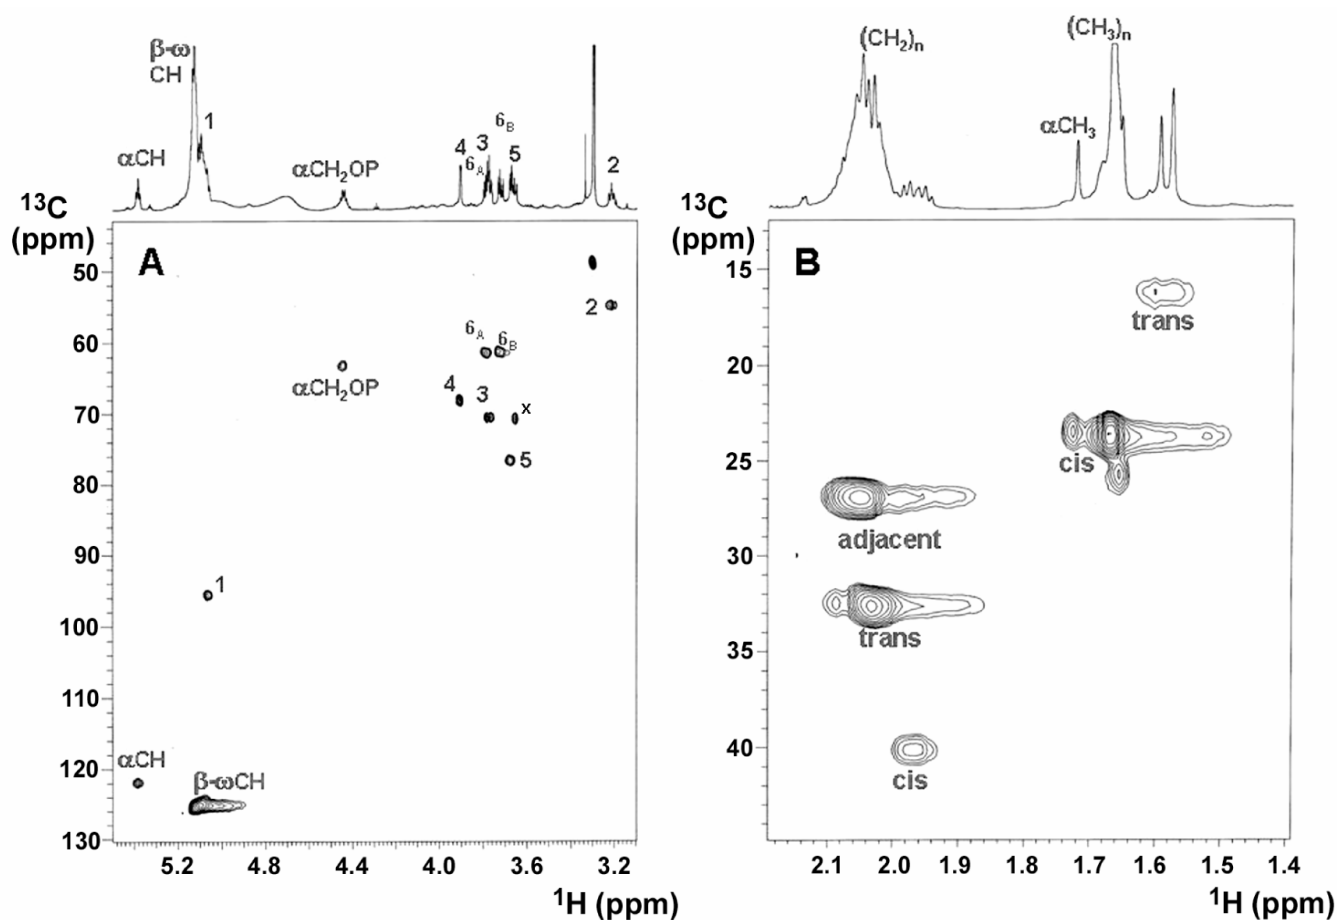 β-ω
CH
1
αCH
αCH₂OP
4
3
6A
6B
5
2
¹³C
(ppm)
A
50
60
70
80
90
100
110
120
130
2
6A
6B
αCH₂OP
4
3
x
5
1
αCH
β-ωCH
5.2
4.8
4.4
4.0
3.6
3.2
¹H (ppm)
(CH₂)n
(CH₃)n
αCH₃
¹³C
(ppm)
B
15
20
25
30
35
40
trans
cis
adjacent
trans
cis
2.1
2.0
1.9
1.8
1.7
1.6
1.5
1.4
¹H (ppm)